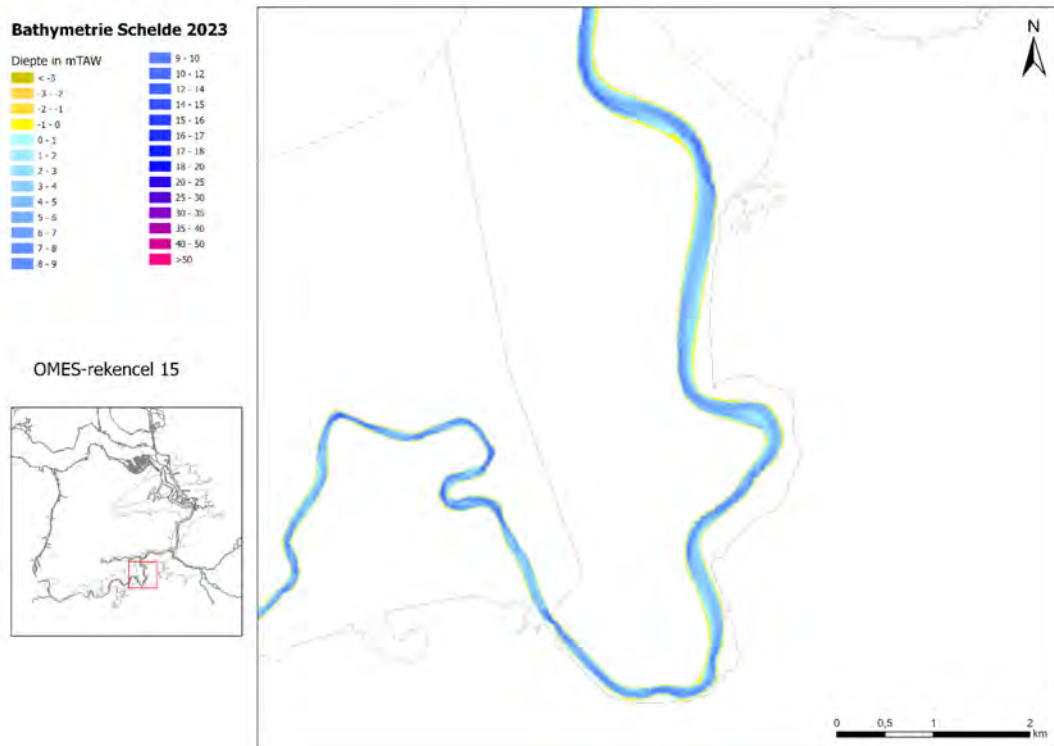 Bathymetrie Schelde 2023
Diepte in mTAW
< -3
-3 - -2
-2 - -1
-1 - 0
0 - 1
1 - 2
2 - 3
3 - 4
4 - 5
5 - 6
6 - 7
7 - 8
8 - 9
9 - 10
10 - 12
12 - 14
14 - 15
15 - 16
16 - 17
17 - 18
18 - 20
20 - 25
25 - 30
30 - 35
35 - 40
40 - 50
>50
OMES-rekencel 15
N
0 0,5 1 2
km